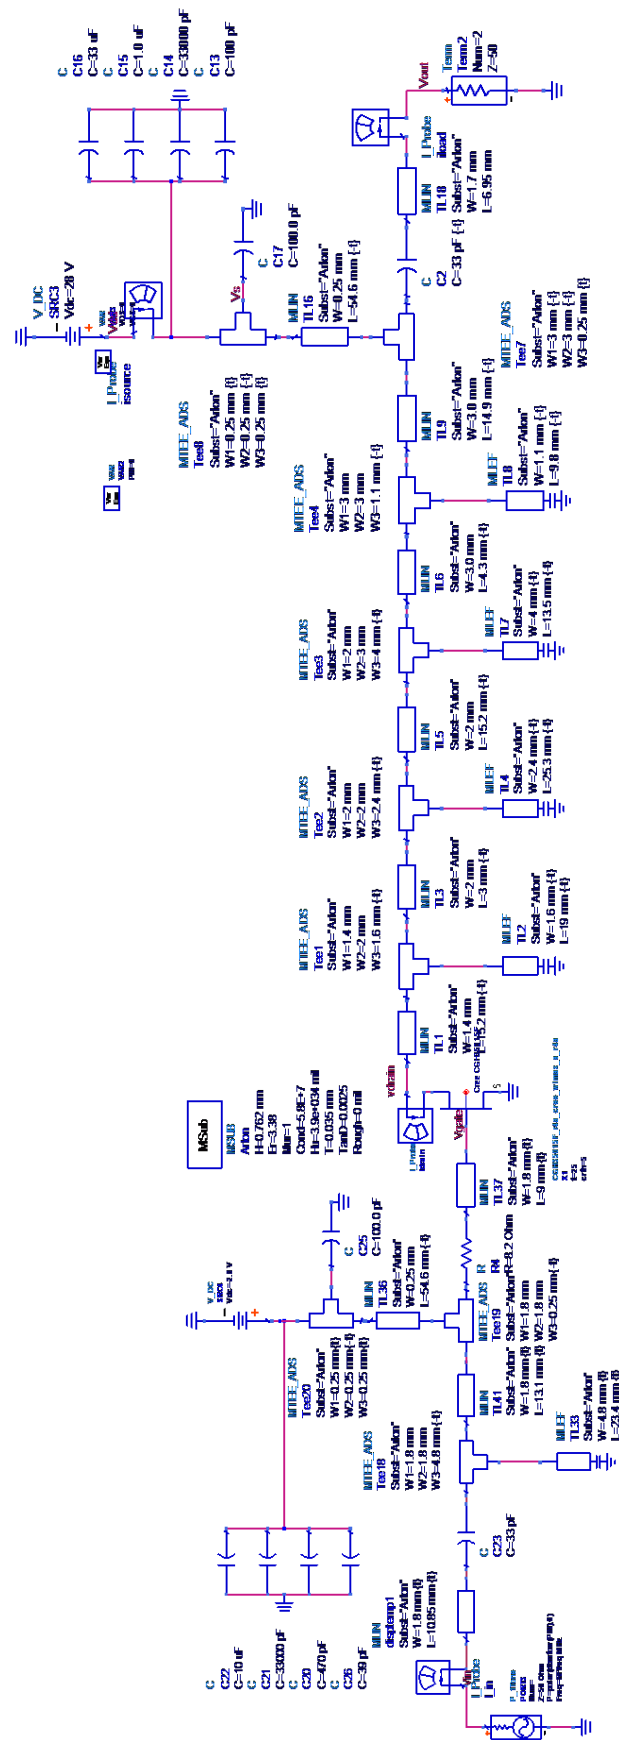 C
C16
C=33 uF
C
C15
C=1.0 uF
C
C14
C=33000 pF
C
C13
C=100 pF
V_DC
SRC3
Vdc=28 V
I_Probe
isource
Vs
C
C17
C=100.0 pF
MLIN
TL16
Subst="Arlon"
W=0.25 mm
L=54.6 mm {-t}
MTEE_ADS
Tee8
Subst="Arlon"
W1=0.25 mm {t}
W2=0.25 mm {-t}
W3=0.25 mm {t}
Vout
Term
Term2
Num=2
Z=50
I_Probe
iload
MLIN
TL18
Subst="Arlon"
W=1.7 mm
L=6.95 mm
C
C2
C=33 pF {-t}
MTEE_ADS
Tee7
Subst="Arlon"
W1=3 mm {-t}
W2=3 mm {-t}
W3=0.25 mm {t}
MLIN
TL9
Subst="Arlon"
W=3.0 mm
L=14.9 mm {-t}
MTEE_ADS
Tee4
Subst="Arlon"
W1=3 mm
W2=3 mm
W3=1.1 mm {-t}
MLEF
TL8
Subst="Arlon"
W=1.1 mm {-t}
L=9.8 mm {-t}
MLIN
TL6
Subst="Arlon"
W=3.0 mm
L=4.3 mm {-t}
MTEE_ADS
Tee3
Subst="Arlon"
W1=2 mm
W2=3 mm
W3=4 mm {-t}
MLEF
TL7
Subst="Arlon"
W=4 mm {-t}
L=13.5 mm {-t}
MLIN
TL5
Subst="Arlon"
W=2 mm
L=15.2 mm {-t}
MTEE_ADS
Tee2
Subst="Arlon"
W1=2 mm
W2=2 mm
W3=2.4 mm {-t}
MLEF
TL4
Subst="Arlon"
W=2.4 mm {-t}
L=25.3 mm {-t}
MLIN
TL3
Subst="Arlon"
W=2 mm
L=3 mm {-t}
MTEE_ADS
Tee1
Subst="Arlon"
W1=1.4 mm
W2=2 mm
W3=1.6 mm {-t}
MLEF
TL2
Subst="Arlon"
W=1.6 mm {-t}
L=19 mm {-t}
MLIN
TL1
Subst="Arlon"
W=1.4 mm
L=15.2 mm {-t}
vdrain
I_Probe
Vgate
MSub
MSUB
Arlon
H=0.762 mm
Er=3.38
Mur=1
Cond=5.8E+7
Hu=3.9e+034 mil
T=0.035 mm
TanD=0.0025
Rough=0 mil
MLIN
TL37
Subst="Arlon"
W=1.8 mm {t}
L=9 mm {t}
R
R4
R=8.2 Ohm
MTEE_ADS
Tee19
Subst="Arlon"
W1=1.8 mm
W2=1.8 mm
W3=0.25 mm {-t}
C
C25
C=100.0 pF
MLIN
TL36
Subst="Arlon"
W=0.25 mm
L=54.6 mm {-t}
V_DC
MTEE_ADS
Tee20
Subst="Arlon"
W1=0.25 mm {t}
W2=0.25 mm {-t}
W3=0.25 mm {t}
MLIN
TL41
Subst="Arlon"
W=1.8 mm {t}
L=13.1 mm {t}
MTEE_ADS
Tee18
Subst="Arlon"
W1=1.8 mm
W2=1.8 mm
W3=4.8 mm {-t}
MLEF
TL33
Subst="Arlon"
W=4.8 mm {t}
L=23.4 mm {t}
C
C23
C=33 pF
MLIN
disptemp1
Subst="Arlon"
W=1.8 mm {t}
L=10.85 mm {t}
C
C22
C=10 uF
C
C21
C=33000 pF
C
C20
C=470 pF
C
C26
C=39 pF
Vin
I_Probe
I_in